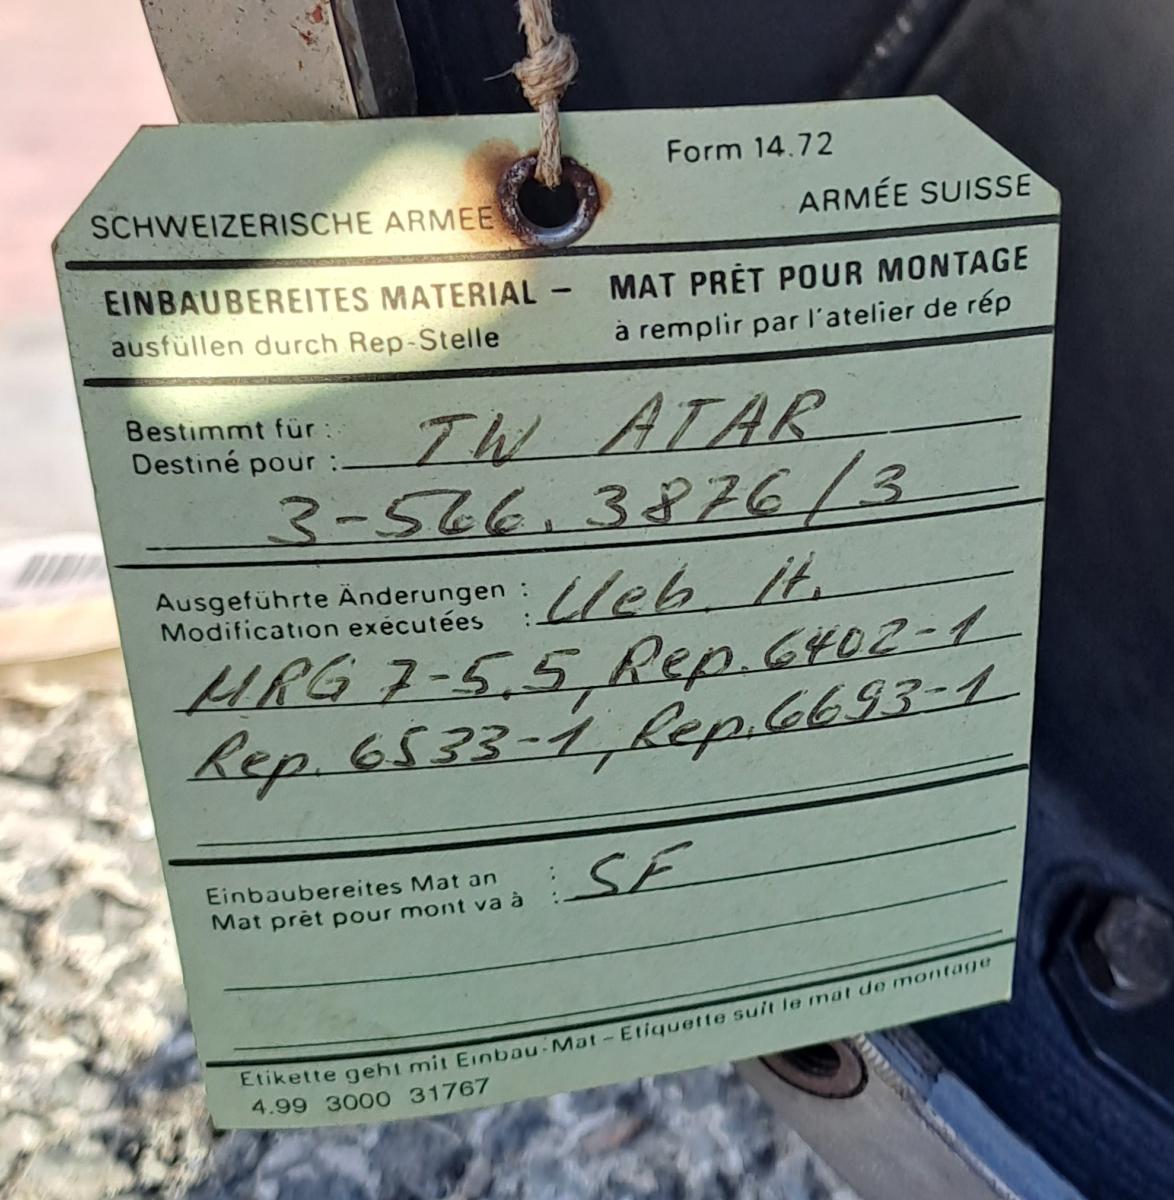 Form 14.72
SCHWEIZERISCHE ARMEE ARMÉE SUISSE
EINBAUBEREITES MATERIAL – MAT PRÊT POUR MONTAGE
ausfüllen durch Rep-Stelle à remplir par l'atelier de rép
Bestimmt für : TW ATAR
Destiné pour :
3-566.3876/3
Ausgeführte Änderungen : Ueb. It.
Modification exécutées :
MRG 7-5.5, Rep. 6402-1
Rep. 6533-1, Rep. 6693-1
Einbaubereites Mat an : SF
Mat prêt pour mont va à :
Etikette geht mit Einbau-Mat – Etiquette suit le mat de montage
4.99 3000 31767